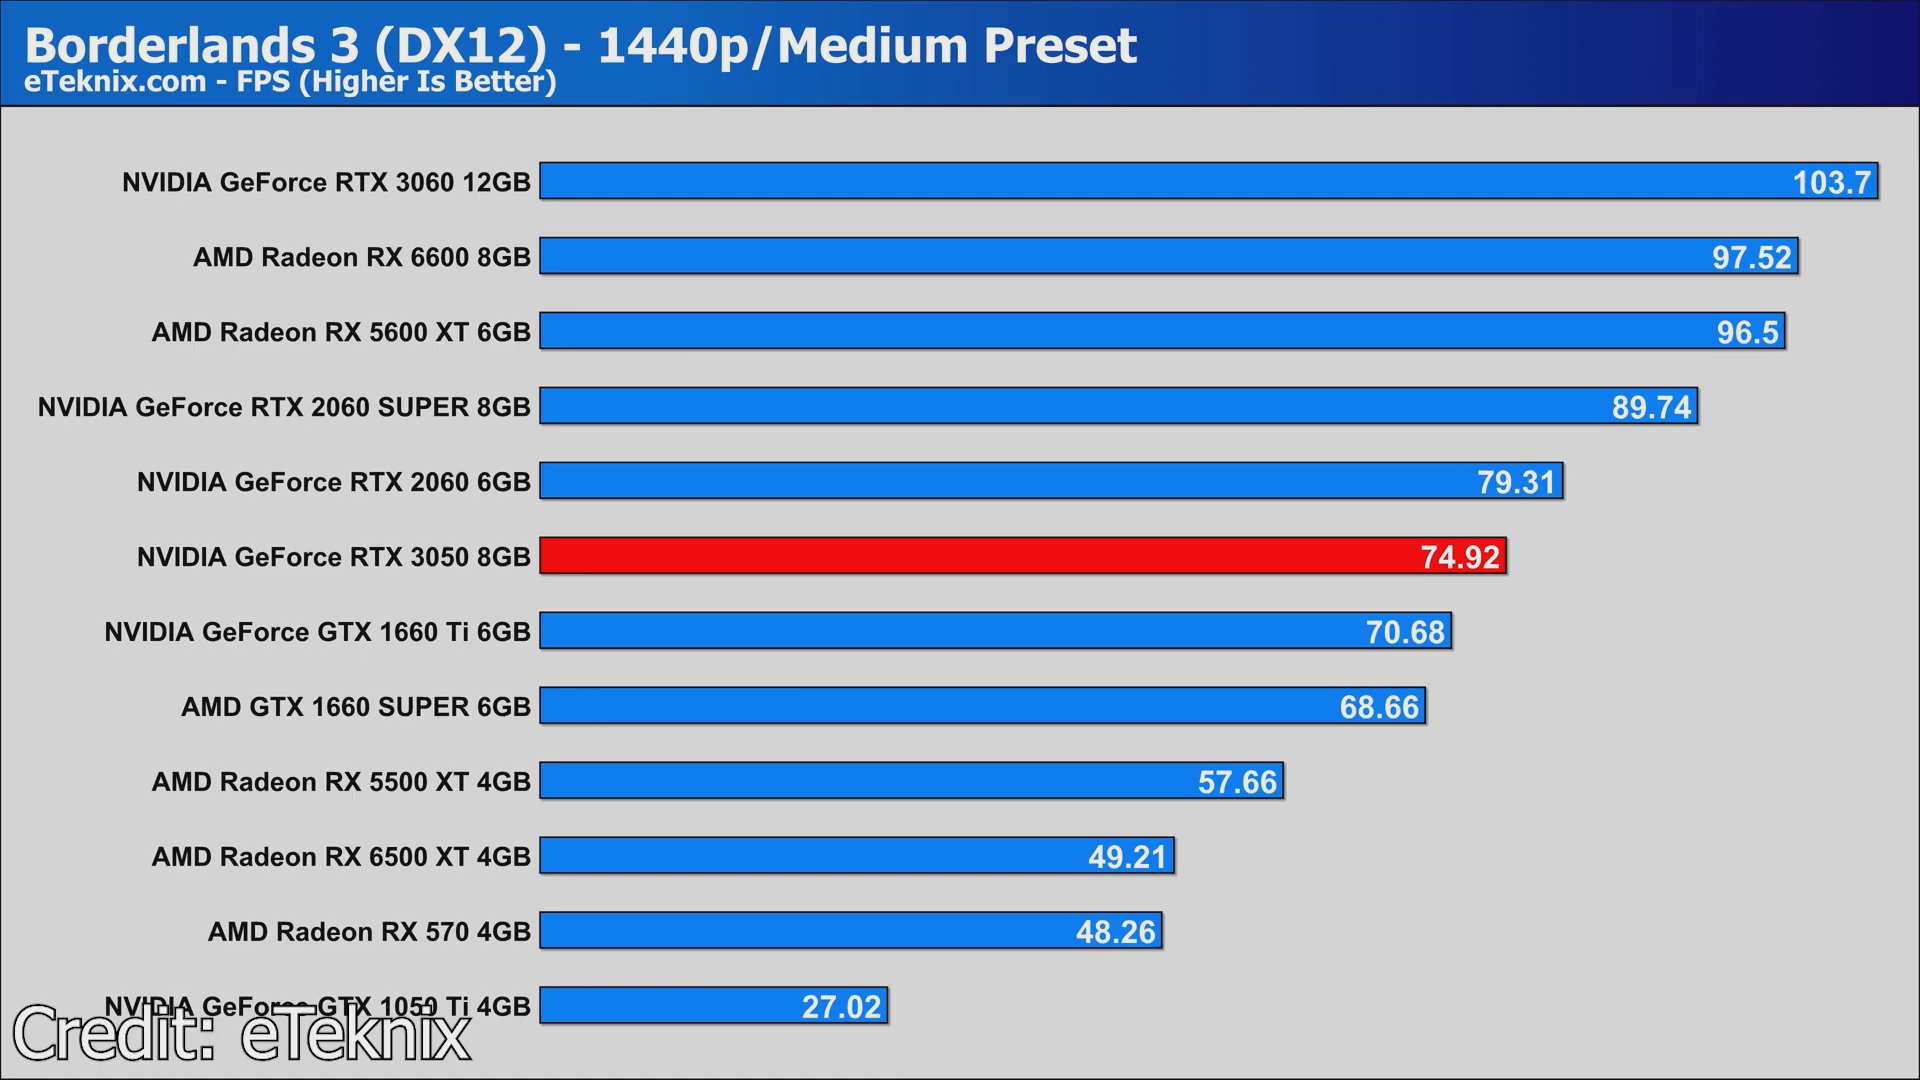 Borderlands 3 (DX12) - 1440p/Medium Preset
eTeknix.com - FPS (Higher Is Better)
NVIDIA GeForce RTX 3060 12GB 103.7
AMD Radeon RX 6600 8GB 97.52
AMD Radeon RX 5600 XT 6GB 96.5
NVIDIA GeForce RTX 2060 SUPER 8GB 89.74
NVIDIA GeForce RTX 2060 6GB 79.31
NVIDIA GeForce RTX 3050 8GB 74.92
NVIDIA GeForce GTX 1660 Ti 6GB 70.68
AMD GTX 1660 SUPER 6GB 68.66
AMD Radeon RX 5500 XT 4GB 57.66
AMD Radeon RX 6500 XT 4GB 49.21
AMD Radeon RX 570 4GB 48.26
NVIDIA GeForce GTX 1050 Ti 4GB 27.02
Credit: eTeknix